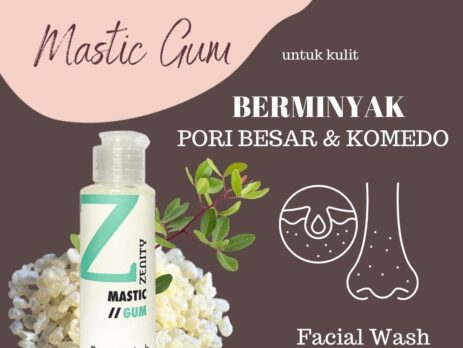 Mastic Gum
untuk kulit
BERMINYAK
PORI BESAR & KOMEDO
Z
ZENITY
MASTIC
// GUM
Facial Wash